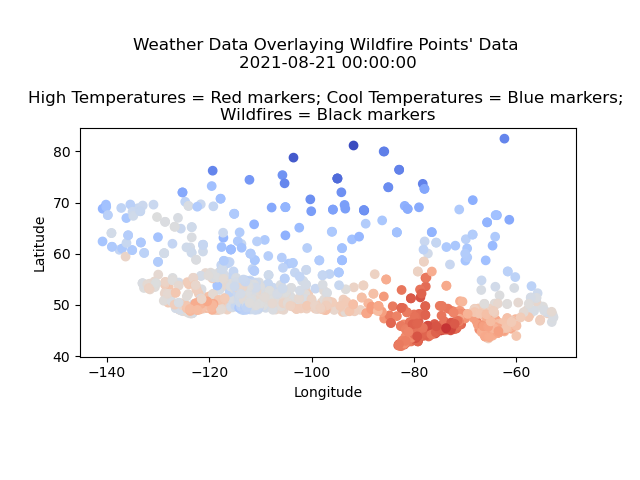 Weather Data Overlaying Wildfire Points' Data
2021-08-21 00:00:00
High Temperatures = Red markers; Cool Temperatures = Blue markers;
Wildfires = Black markers
80
70
60
50
40
Latitude
−140
−120
−100
−80
−60
Longitude